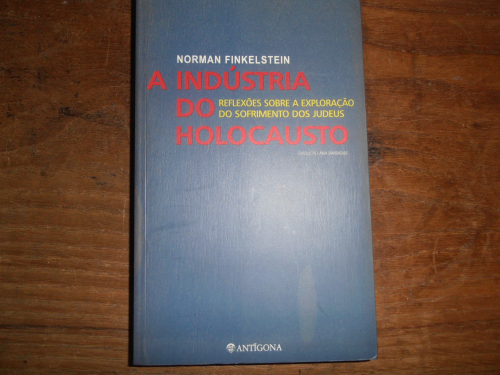 NORMAN FINKELSTEIN
A INDÚSTRIA
DO
REFLEXÕES SOBRE A EXPLORAÇÃO
DO SOFRIMENTO DOS JUDEUS
HOLOCAUSTO
ANTÍGONA